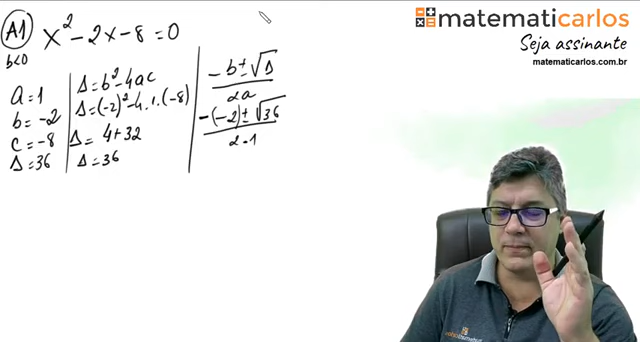 A1 x² - 2x - 8 = 0
b<0
a = 1
b = -2
c = -8
Δ = 36
Δ = b² - 4ac
Δ = (-2)² - 4.1.(-8)
Δ = 4+32
Δ = 36
-b ± √Δ
2a
-(-2) ± √36
2.1
matematicarlos
Seja assinante
matematicarlos.com.br